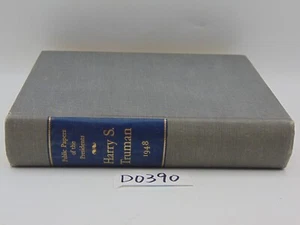 Public Papers
of the
Presidents
Harry S.
Truman
1948
D0390